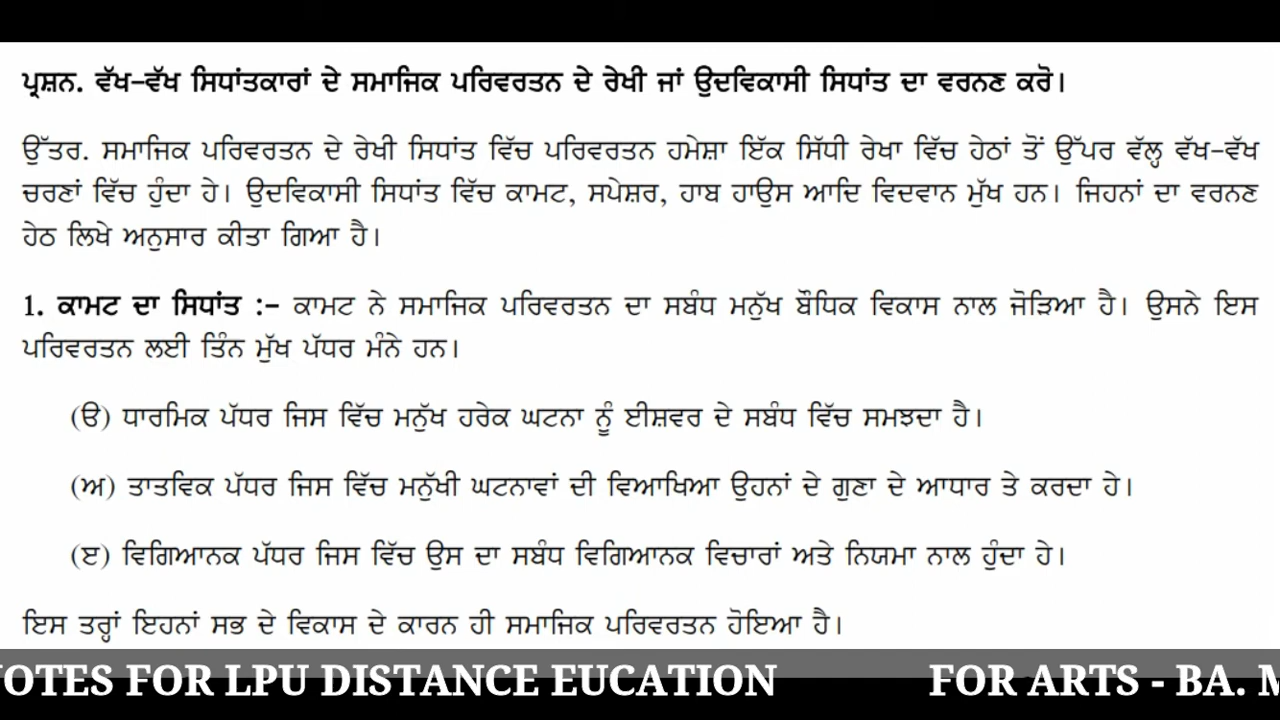 ਪ੍ਰਸ਼ਨ. ਵੱਖ-ਵੱਖ ਸਿਧਾਂਤਕਾਰਾਂ ਦੇ ਸਮਾਜਿਕ ਪਰਿਵਰਤਨ ਦੇ ਰੇਖੀ ਜਾਂ ਉਦਵਿਕਾਸੀ ਸਿਧਾਂਤ ਦਾ ਵਰਨਣ ਕਰੋ।
ਉੱਤਰ. ਸਮਾਜਿਕ ਪਰਿਵਰਤਨ ਦੇ ਰੇਖੀ ਸਿਧਾਂਤ ਵਿੱਚ ਪਰਿਵਰਤਨ ਹਮੇਸ਼ਾ ਇੱਕ ਸਿੱਧੀ ਰੇਖਾ ਵਿੱਚ ਹੇਠਾਂ ਤੋਂ ਉੱਪਰ ਵੱਲ੍ਹ ਵੱਖ-ਵੱਖ
ਚਰਣਾਂ ਵਿੱਚ ਹੁੰਦਾ ਹੇ। ਉਦਵਿਕਾਸੀ ਸਿਧਾਂਤ ਵਿੱਚ ਕਾਮਟ, ਸਪੇਸ਼ਰ, ਹਾਬ ਹਾਉਸ ਆਦਿ ਵਿਦਵਾਨ ਮੁੱਖ ਹਨ। ਜਿਹਨਾਂ ਦਾ ਵਰਨਣ
ਹੇਠ ਲਿਖੇ ਅਨੁਸਾਰ ਕੀਤਾ ਗਿਆ ਹੈ।
1. ਕਾਮਟ ਦਾ ਸਿਧਾਂਤ :- ਕਾਮਟ ਨੇ ਸਮਾਜਿਕ ਪਰਿਵਰਤਨ ਦਾ ਸਬੰਧ ਮਨੁੱਖ ਬੌਧਿਕ ਵਿਕਾਸ ਨਾਲ ਜੋੜਿਆ ਹੈ। ਉਸਨੇ ਇਸ
ਪਰਿਵਰਤਨ ਲਈ ਤਿੰਨ ਮੁੱਖ ਪੱਧਰ ਮੰਨੇ ਹਨ।
(ੳ) ਧਾਰਮਿਕ ਪੱਧਰ ਜਿਸ ਵਿੱਚ ਮਨੁੱਖ ਹਰੇਕ ਘਟਨਾ ਨੂੰ ਈਸ਼ਵਰ ਦੇ ਸਬੰਧ ਵਿੱਚ ਸਮਝਦਾ ਹੈ।
(ਅ) ਤਾਤਵਿਕ ਪੱਧਰ ਜਿਸ ਵਿੱਚ ਮਨੁੱਖੀ ਘਟਨਾਵਾਂ ਦੀ ਵਿਆਖਿਆ ਉਹਨਾਂ ਦੇ ਗੁਣਾ ਦੇ ਆਧਾਰ ਤੇ ਕਰਦਾ ਹੇ।
(ੲ) ਵਿਗਿਆਨਕ ਪੱਧਰ ਜਿਸ ਵਿੱਚ ਉਸ ਦਾ ਸਬੰਧ ਵਿਗਿਆਨਕ ਵਿਚਾਰਾਂ ਅਤੇ ਨਿਯਮਾ ਨਾਲ ਹੁੰਦਾ ਹੇ।
ਇਸ ਤਰ੍ਹਾਂ ਇਹਨਾਂ ਸਭ ਦੇ ਵਿਕਾਸ ਦੇ ਕਾਰਨ ਹੀ ਸਮਾਜਿਕ ਪਰਿਵਰਤਨ ਹੋਇਆ ਹੈ।
OTES FOR LPU DISTANCE EUCATION FOR ARTS - BA. M